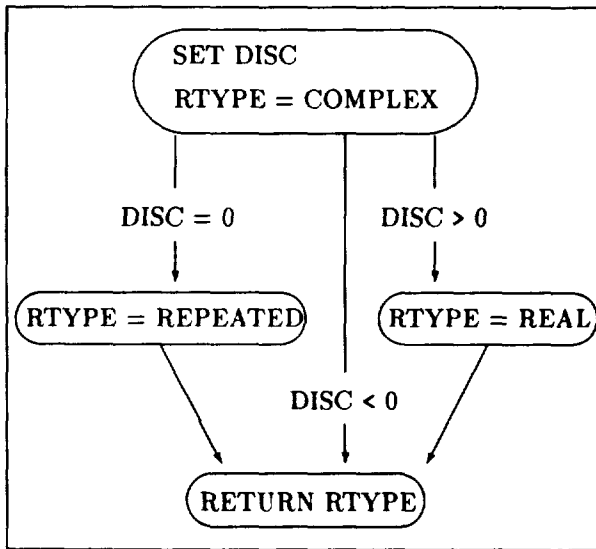 SET DISC
RTYPE = COMPLEX
DISC = 0
DISC > 0
RTYPE = REPEATED
RTYPE = REAL
DISC < 0
RETURN RTYPE